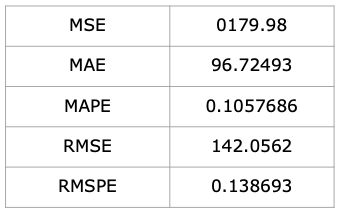 MSE 0179.98
MAE 96.72493
MAPE 0.1057686
RMSE 142.0562
RMSPE 0.138693